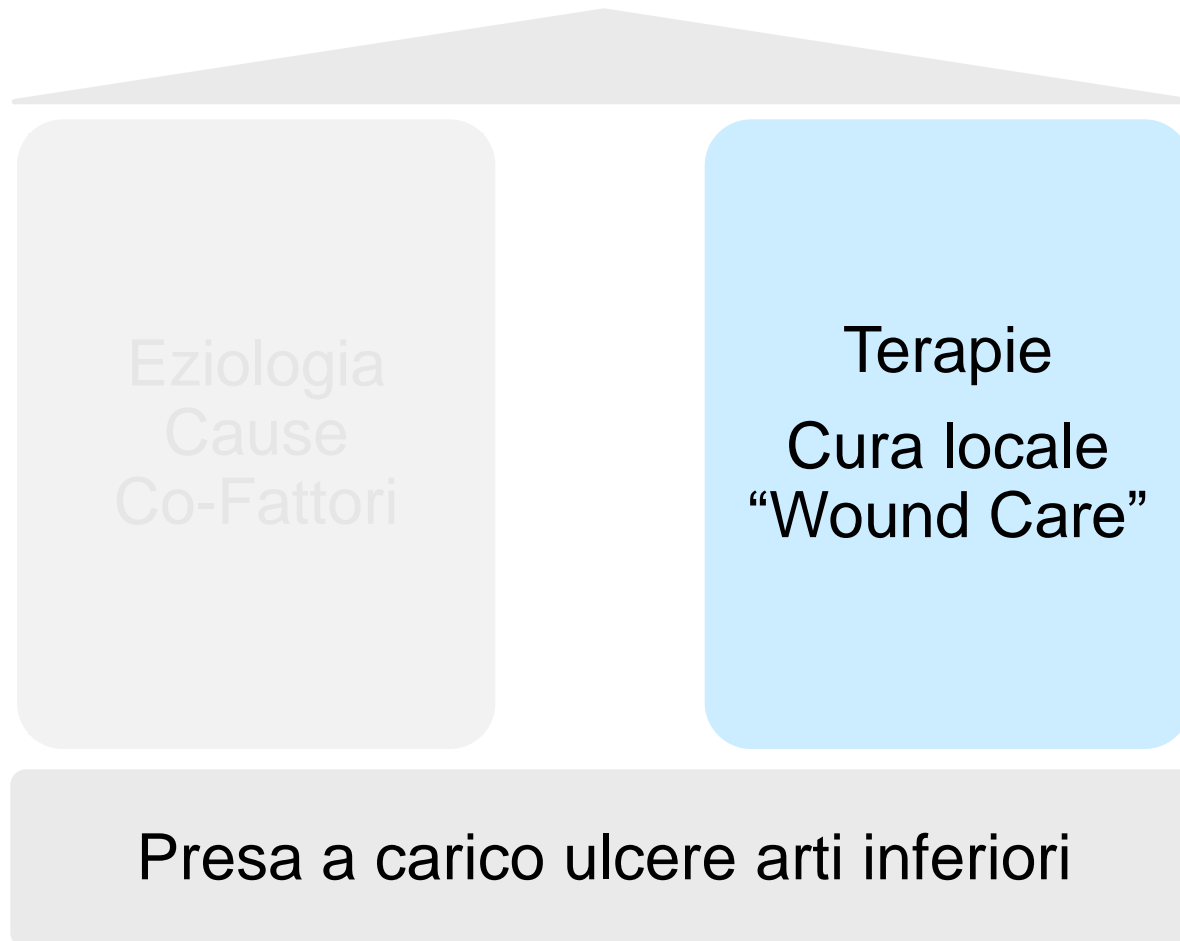 Eziologia
Cause
Co-Fattori
Terapie
Cura locale
“Wound Care”
Presa a carico ulcere arti inferiori